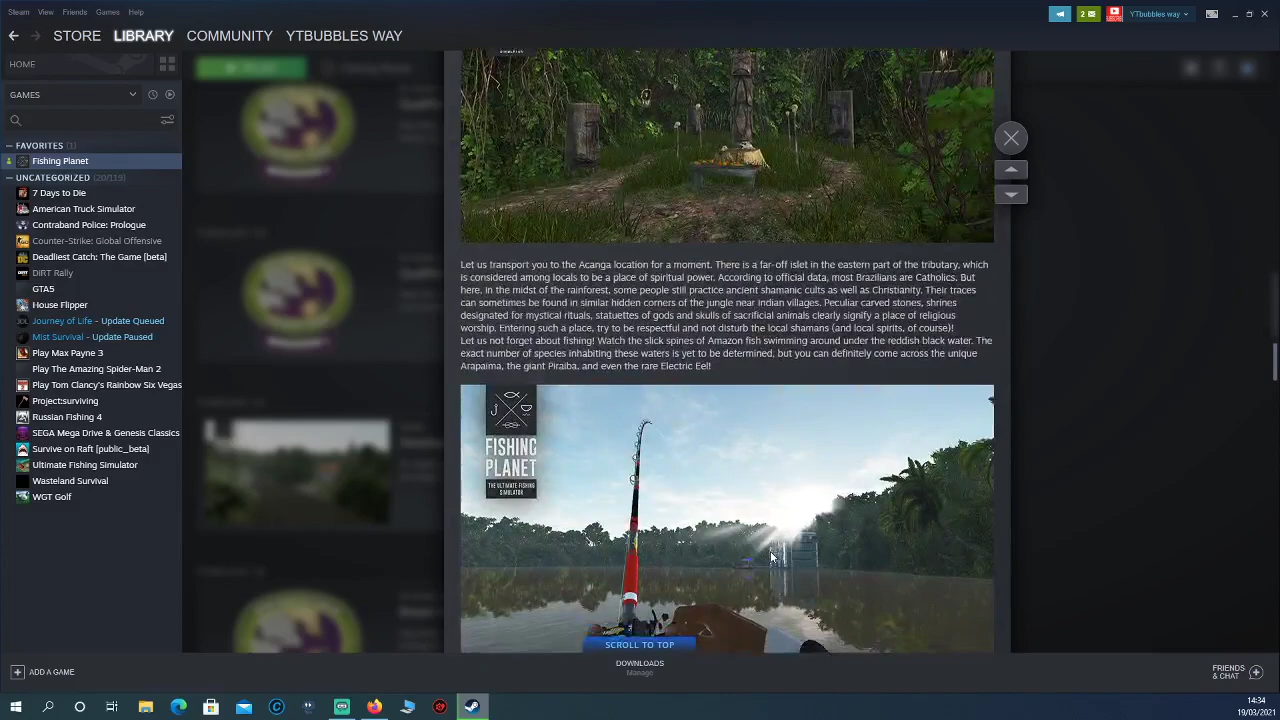 Steam View Friends Games Help
2
YTbubbles way
STORE LIBRARY COMMUNITY YTBUBBLES WAY
HOME
GAMES
FAVORITES (1)
Fishing Planet
UNCATEGORIZED (20/119)
7 Days to Die
American Truck Simulator
Contraband Police: Prologue
Counter-Strike: Global Offensive
Deadliest Catch: The Game [beta]
DIRT Rally
GTA5
House Flipper
Journey of Life - Update Queued
Mist Survival - Update Paused
Play Max Payne 3
Play The Amazing Spider-Man 2
Play Tom Clancy's Rainbow Six Vegas
Project:surviving
Russian Fishing 4
SEGA Mega Drive & Genesis Classics
Survive on Raft [public_beta]
Ultimate Fishing Simulator
Wasteland Survival
WGT Golf
Let us transport you to the Acanga location for a moment. There is a far-off islet in the eastern part of the tributary, which
is considered among locals to be a place of spiritual power. According to official data, most Brazilians are Catholics. But
here, In the midst of the rainforest, some people still practice ancient shamanic cults as well as Christianity. Their traces
can sometimes be found in similar hidden corners of the jungle near Indian villages. Peculiar carved stones, shrines
designated for mystical rituals, statuettes of gods and skulls of sacrificial animals clearly signify a place of religious
worship. Entering such a place, try to be respectful and not disturb the local shamans (and local spirits, of course)!
Let us not forget about fishing! Watch the slick spines of Amazon fish swimming around under the reddish black water. The
exact number of species inhabiting these waters is yet to be determined, but you can definitely come across the unique
Arapaima, the giant Piraiba, and even the rare Electric Eel!
FISHING
PLANET
THE ULTIMATE FISHING
SIMULATOR
SCROLL TO TOP
ADD A GAME
DOWNLOADS
Manage
FRIENDS
& CHAT
14:34
19/03/2021